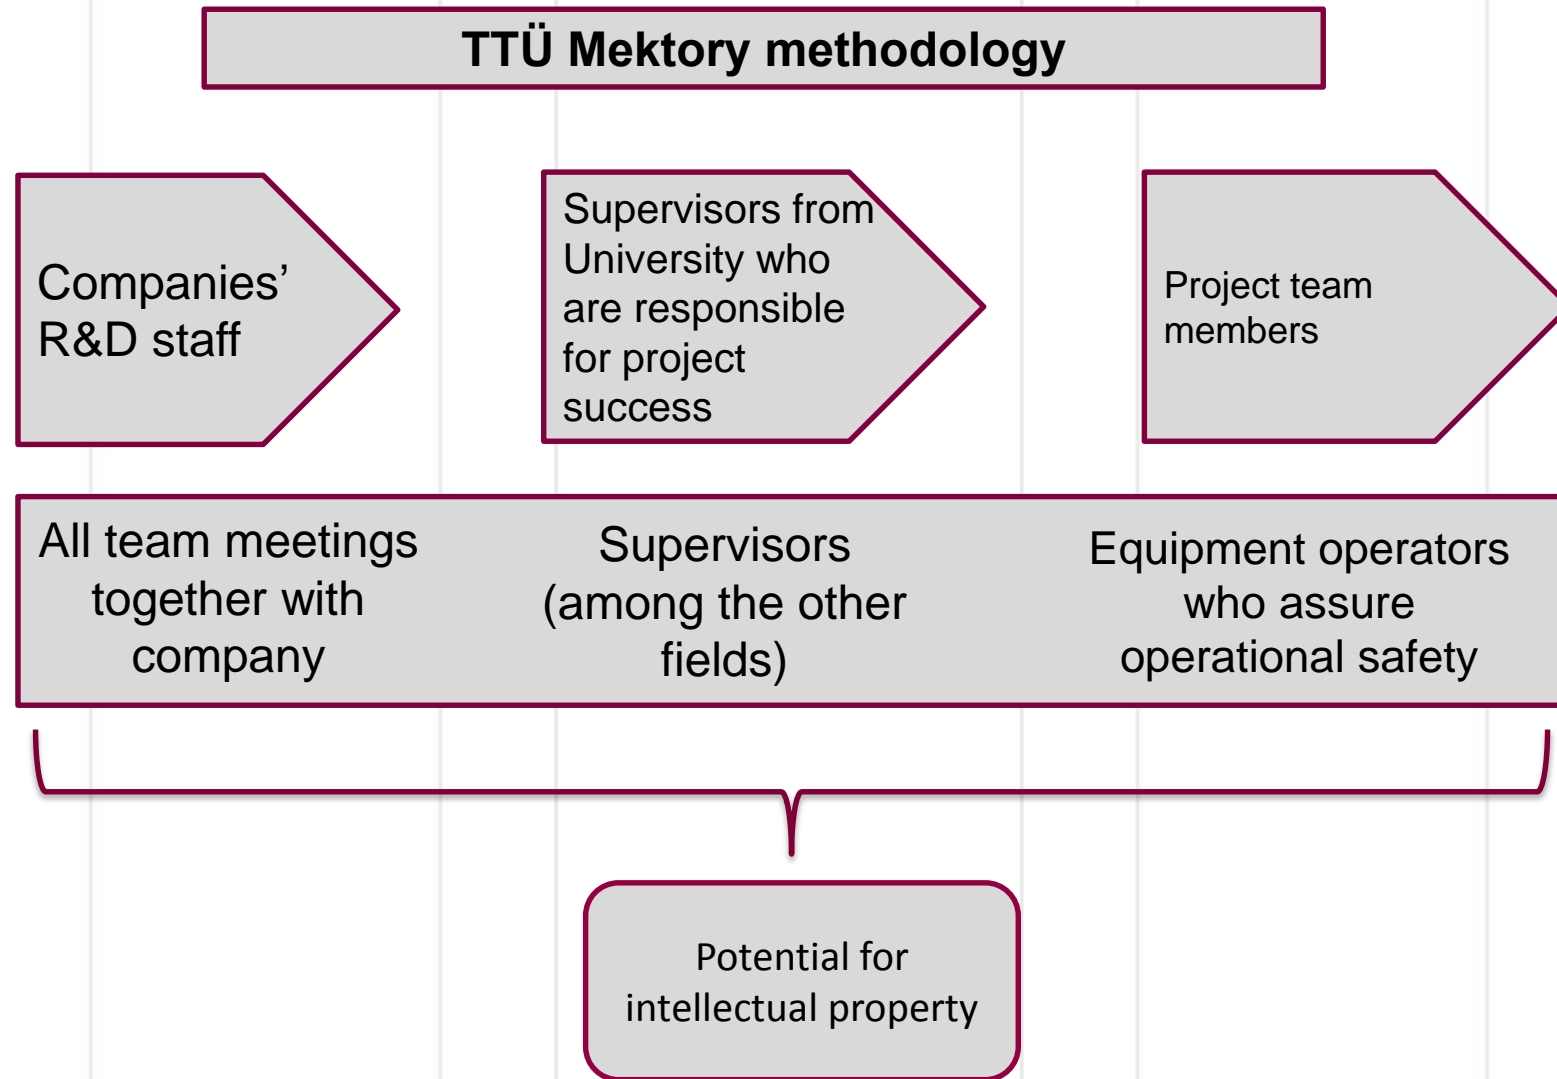 TTÜ Mektory methodology
Companies’
R&D staff
Supervisors from
University who
are responsible
for project
success
Project team
members
All team meetings
together with
company
Supervisors
(among the other
fields)
Equipment operators
who assure
operational safety
Potential for
intellectual property